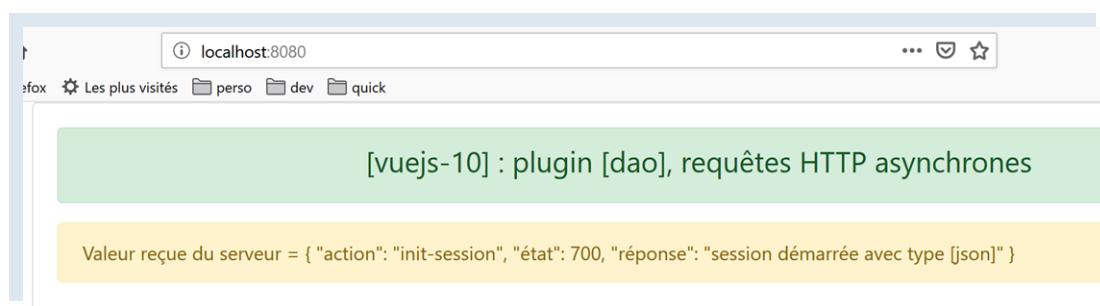 localhost:8080
efox Les plus visités perso dev quick
[vuejs-10] : plugin [dao], requêtes HTTP asynchrones
Valeur reçue du serveur = { "action": "init-session", "état": 700, "réponse": "session démarrée avec type [json]" }